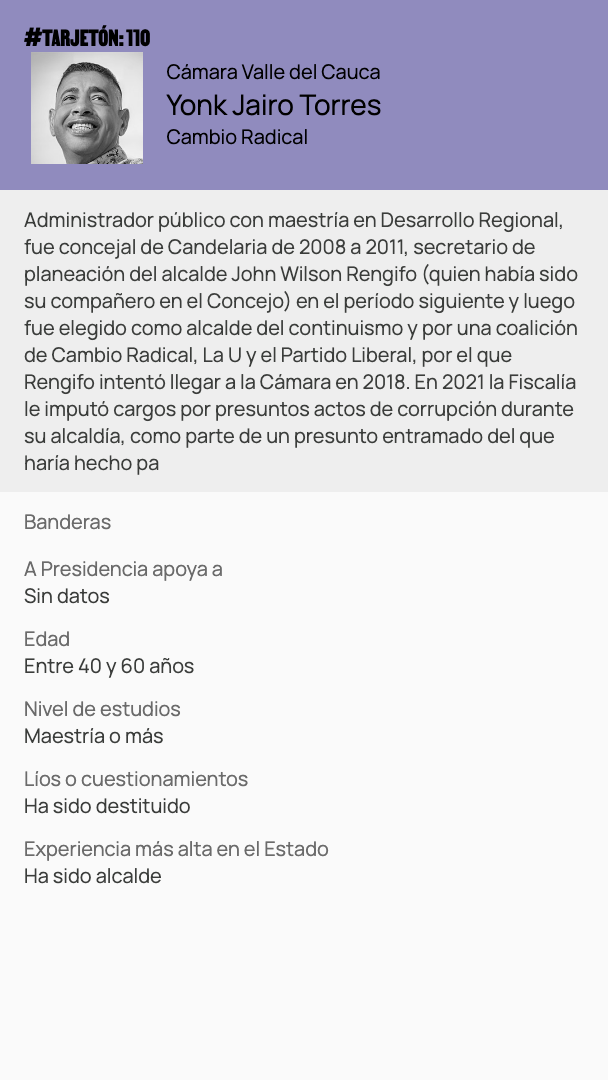 #TARJETÓN: 110
Cámara Valle del Cauca
Yonk Jairo Torres
Cambio Radical
Administrador público con maestría en Desarrollo Regional,
fue concejal de Candelaria de 2008 a 2011, secretario de
planeación del alcalde John Wilson Rengifo (quien había sido
su compañero en el Concejo) en el período siguiente y luego
fue elegido como alcalde del continuismo y por una coalición
de Cambio Radical, La U y el Partido Liberal, por el que
Rengifo intentó llegar a la Cámara en 2018. En 2021 la Fiscalía
le imputó cargos por presuntos actos de corrupción durante
su alcaldía, como parte de un presunto entramado del que
haría hecho pa
Banderas
A Presidencia apoya a
Sin datos
Edad
Entre 40 y 60 años
Nivel de estudios
Maestría o más
Líos o cuestionamientos
Ha sido destituido
Experiencia más alta en el Estado
Ha sido alcalde